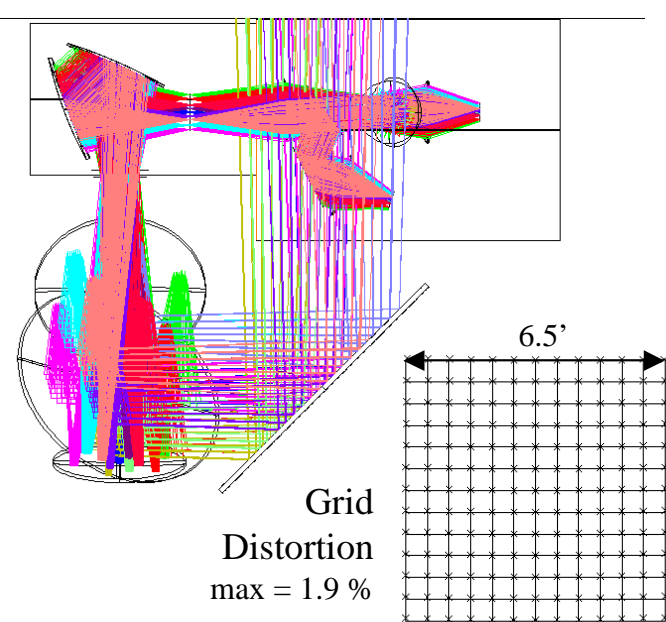 6.5’
Grid
Distortion
max = 1.9 %